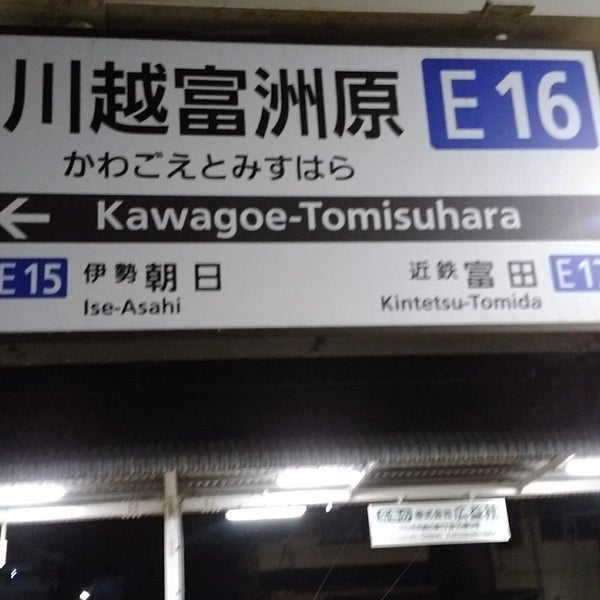 川越富洲原 E16
かわごえとみすはら
← Kawagoe-Tomisuhara
E15 伊勢朝日 近鉄富田 E17
Ise-Asahi Kintetsu-Tomida